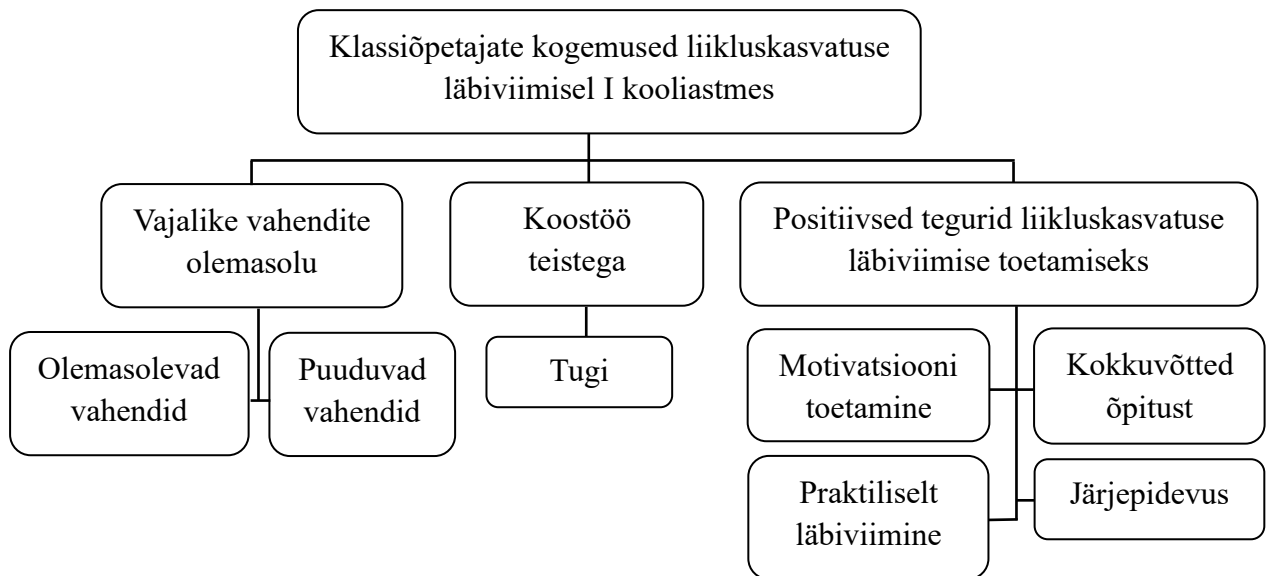 Klassiõpetajate kogemused liikluskasvatuse
läbiviimisel I kooliastmes
Vajalike vahendite
olemasolu
Koostöö
teistega
Positiivsed tegurid liikluskasvatuse
läbiviimise toetamiseks
Olemasolevad
vahendid
Puuduvad
vahendid
Tugi
Motivatsiooni
toetamine
Kokkuvõtted
õpitust
Praktiliselt
läbiviimine
Järjepidevus